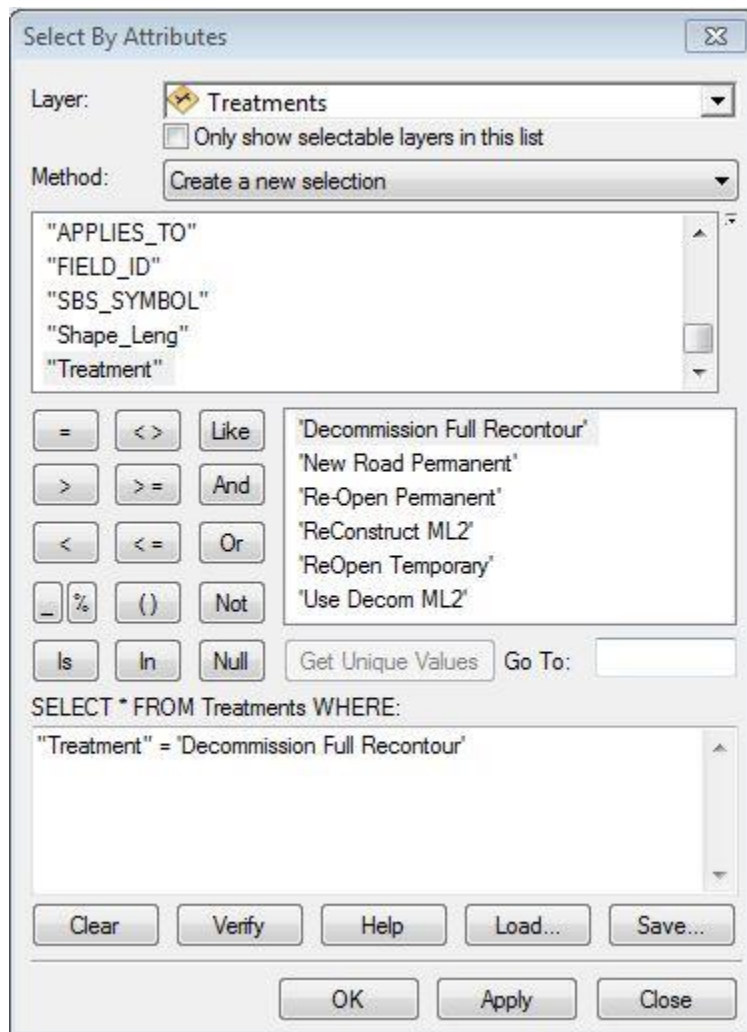 Select By Attributes
Layer: Treatments
Only show selectable layers in this list
Method: Create a new selection
"APPLIES_TO"
"FIELD_ID"
"SBS_SYMBOL"
"Shape_Leng"
"Treatment"
= < > Like
> > = And
< < = Or
_ % ( ) Not
Is In Null
'Decommission Full Recontour'
'New Road Permanent'
'Re-Open Permanent'
'ReConstruct ML2'
'ReOpen Temporary'
'Use Decom ML2'
Get Unique Values Go To:
SELECT * FROM Treatments WHERE:
"Treatment" = 'Decommission Full Recontour'
Clear Verify Help Load... Save...
OK Apply Close